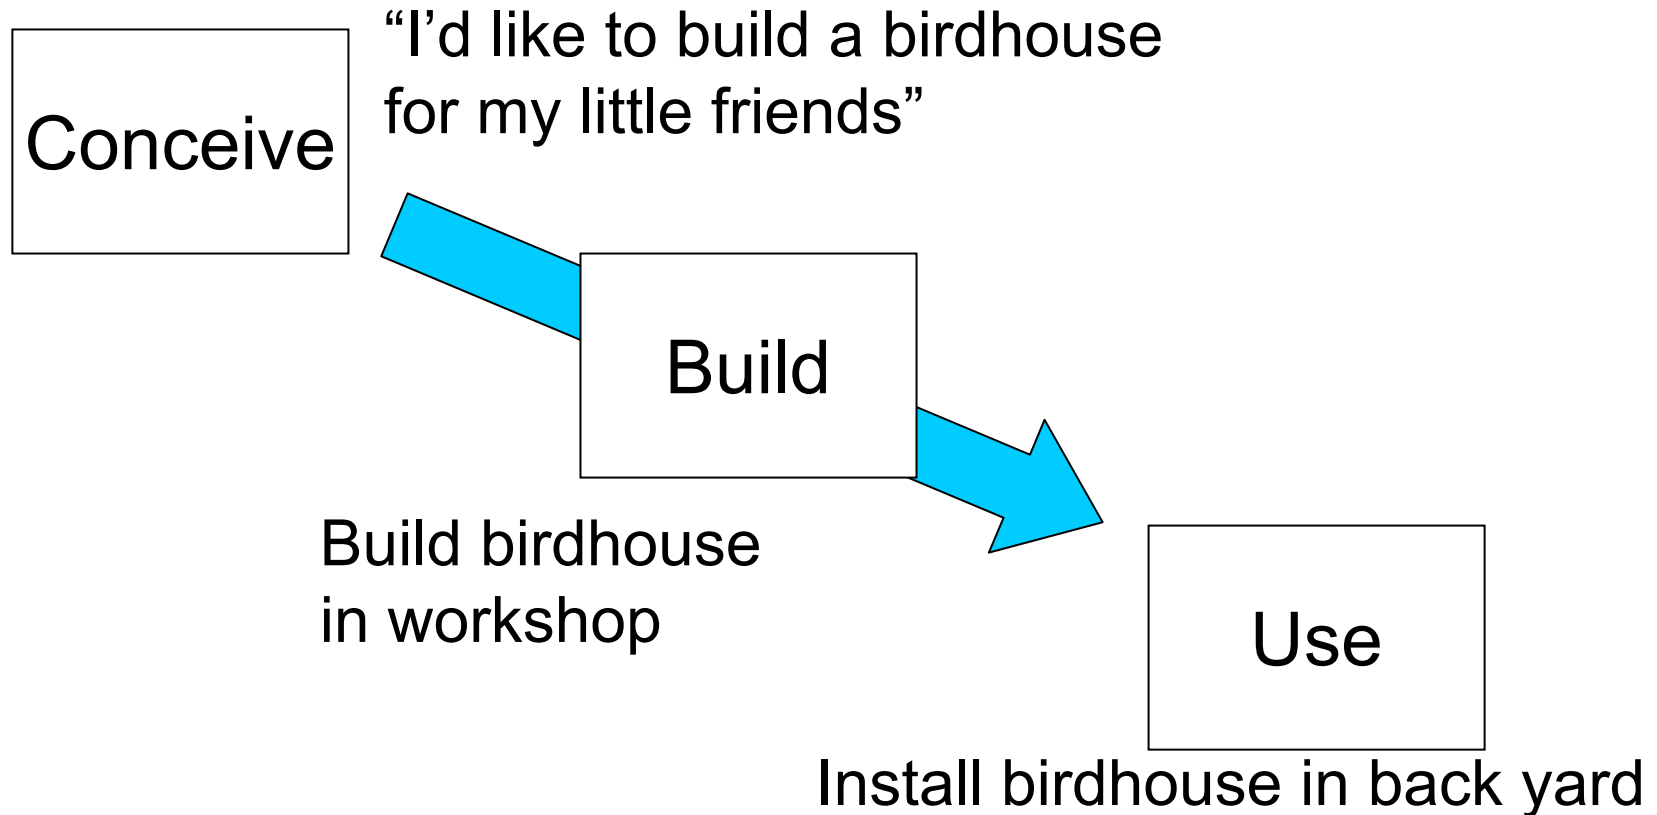 Conceive
“I’d like to build a birdhouse
for my little friends”
Build
Build birdhouse
in workshop
Use
Install birdhouse in back yard